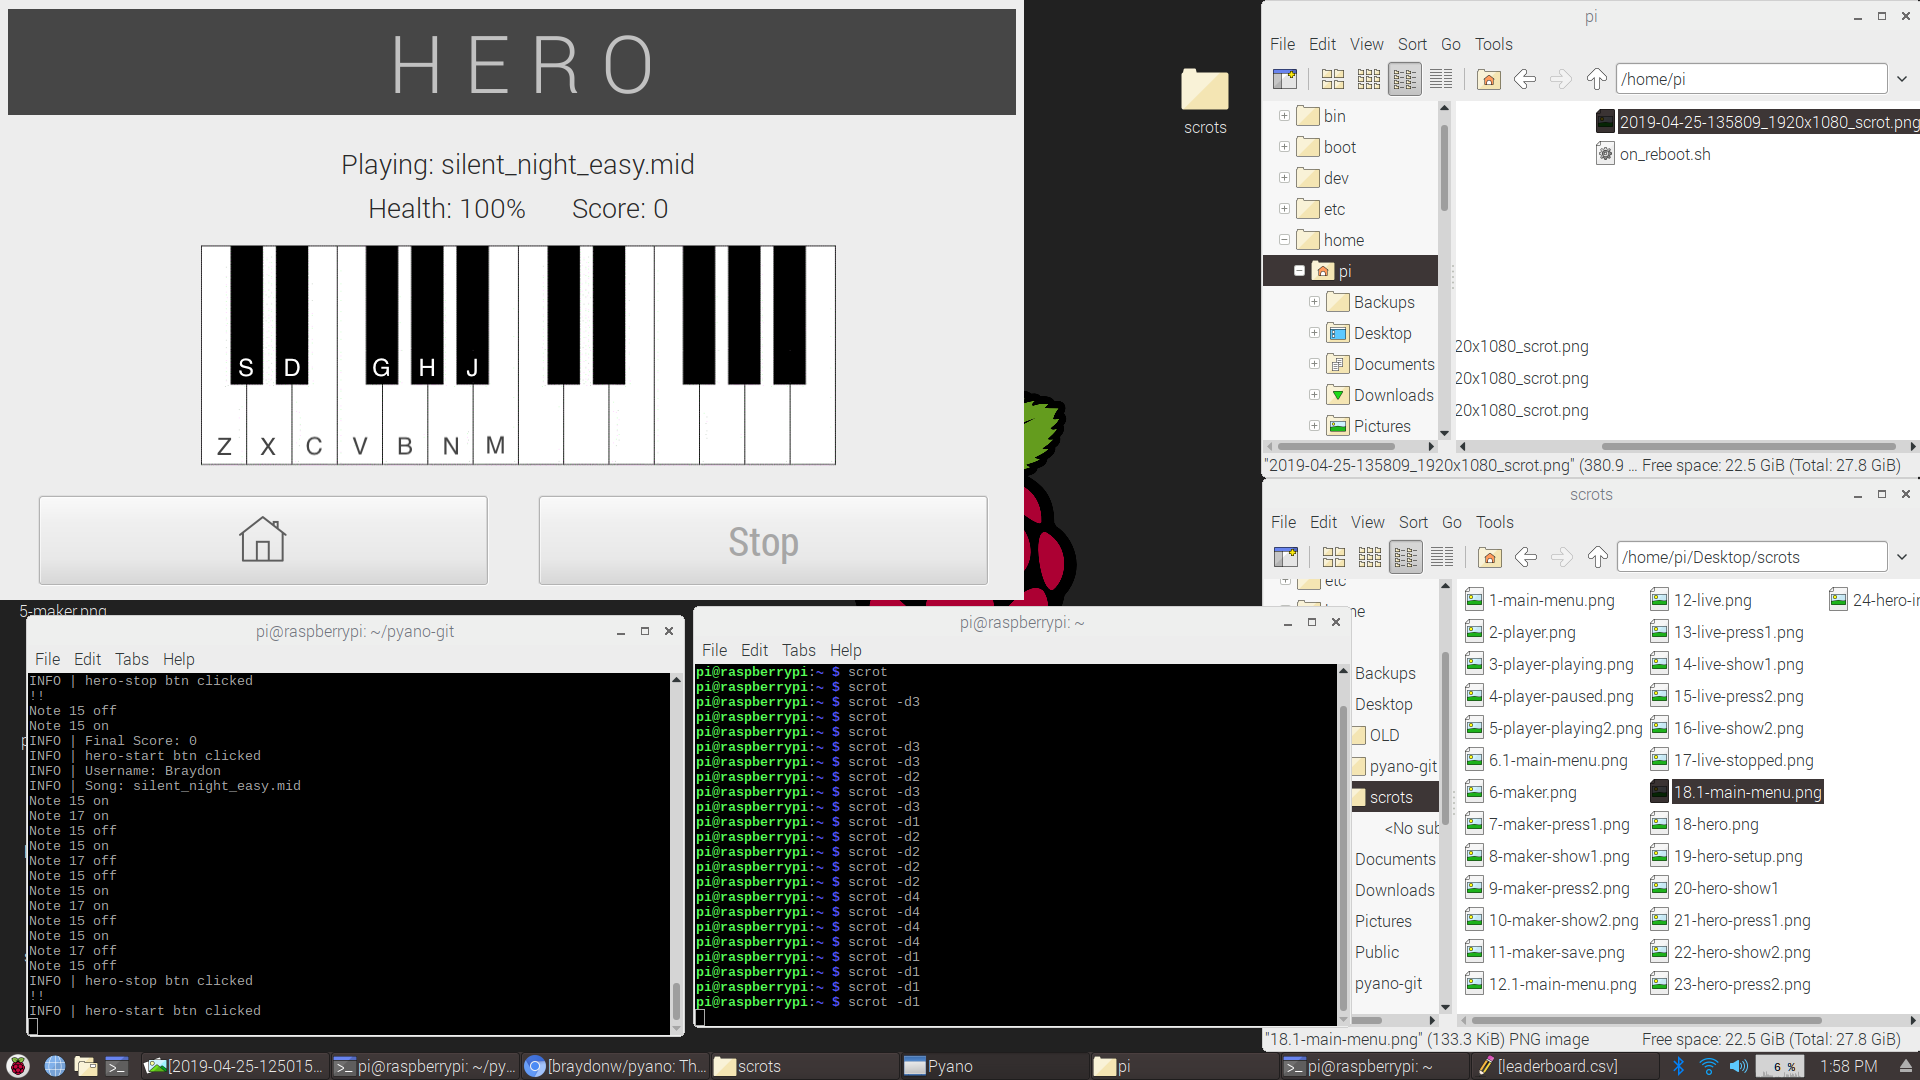 HERO
Playing: silent_night_easy.mid
Health: 100% Score: 0
S D G H J
Z X C V B N M
Stop
scrots
5-maker.png
pi
File Edit View Sort Go Tools
/home/pi
bin
boot
dev
etc
home
pi
Backups
Desktop
Documents
Downloads
Pictures
2019-04-25-135809_1920x1080_scrot.png
on_reboot.sh
20x1080_scrot.png
20x1080_scrot.png
20x1080_scrot.png
"2019-04-25-135809_1920x1080_scrot.png" (380.9 ... Free space: 22.5 GiB (Total: 27.8 GiB)
scrots
File Edit View Sort Go Tools
/home/pi/Desktop/scrots
etc
me
Backups
Desktop
OLD
pyano-git
scrots
<No sub
Documents
Downloads
Pictures
Public
pyano-git
1-main-menu.png
2-player.png
3-player-playing.png
4-player-paused.png
5-player-playing2.png
6.1-main-menu.png
6-maker.png
7-maker-press1.png
8-maker-show1.png
9-maker-press2.png
10-maker-show2.png
11-maker-save.png
12.1-main-menu.png
12-live.png
13-live-press1.png
14-live-show1.png
15-live-press2.png
16-live-show2.png
17-live-stopped.png
18.1-main-menu.png
18-hero.png
19-hero-setup.png
20-hero-show1
21-hero-press1.png
22-hero-show2.png
23-hero-press2.png
24-hero-in
"18.1-main-menu.png" (133.3 KiB) PNG image Free space: 22.5 GiB (Total: 27.8 GiB)
pi@raspberrypi: ~/pyano-git
File Edit Tabs Help
INFO | hero-stop btn clicked
!!
Note 15 off
Note 15 on
INFO | Final Score: 0
INFO | hero-start btn clicked
INFO | Username: Braydon
INFO | Song: silent_night_easy.mid
Note 15 on
Note 17 on
Note 15 off
Note 15 on
Note 17 off
Note 15 off
Note 15 on
Note 17 on
Note 15 off
Note 15 on
Note 17 off
Note 15 off
INFO | hero-stop btn clicked
!!
INFO | hero-start btn clicked
pi@raspberrypi: ~
File Edit Tabs Help
pi@raspberrypi:~ $ scrot
pi@raspberrypi:~ $ scrot
pi@raspberrypi:~ $ scrot -d3
pi@raspberrypi:~ $ scrot
pi@raspberrypi:~ $ scrot
pi@raspberrypi:~ $ scrot -d3
pi@raspberrypi:~ $ scrot -d3
pi@raspberrypi:~ $ scrot -d2
pi@raspberrypi:~ $ scrot -d3
pi@raspberrypi:~ $ scrot -d3
pi@raspberrypi:~ $ scrot -d1
pi@raspberrypi:~ $ scrot -d2
pi@raspberrypi:~ $ scrot -d2
pi@raspberrypi:~ $ scrot -d2
pi@raspberrypi:~ $ scrot -d2
pi@raspberrypi:~ $ scrot -d4
pi@raspberrypi:~ $ scrot -d4
pi@raspberrypi:~ $ scrot -d4
pi@raspberrypi:~ $ scrot -d4
pi@raspberrypi:~ $ scrot -d1
pi@raspberrypi:~ $ scrot -d1
pi@raspberrypi:~ $ scrot -d1
pi@raspberrypi:~ $ scrot -d1
[2019-04-25-125015... pi@raspberrypi: ~/py... [braydonw/pyano: Th... scrots Pyano pi pi@raspberrypi: ~ [leaderboard.csv] 6 % 1:58 PM